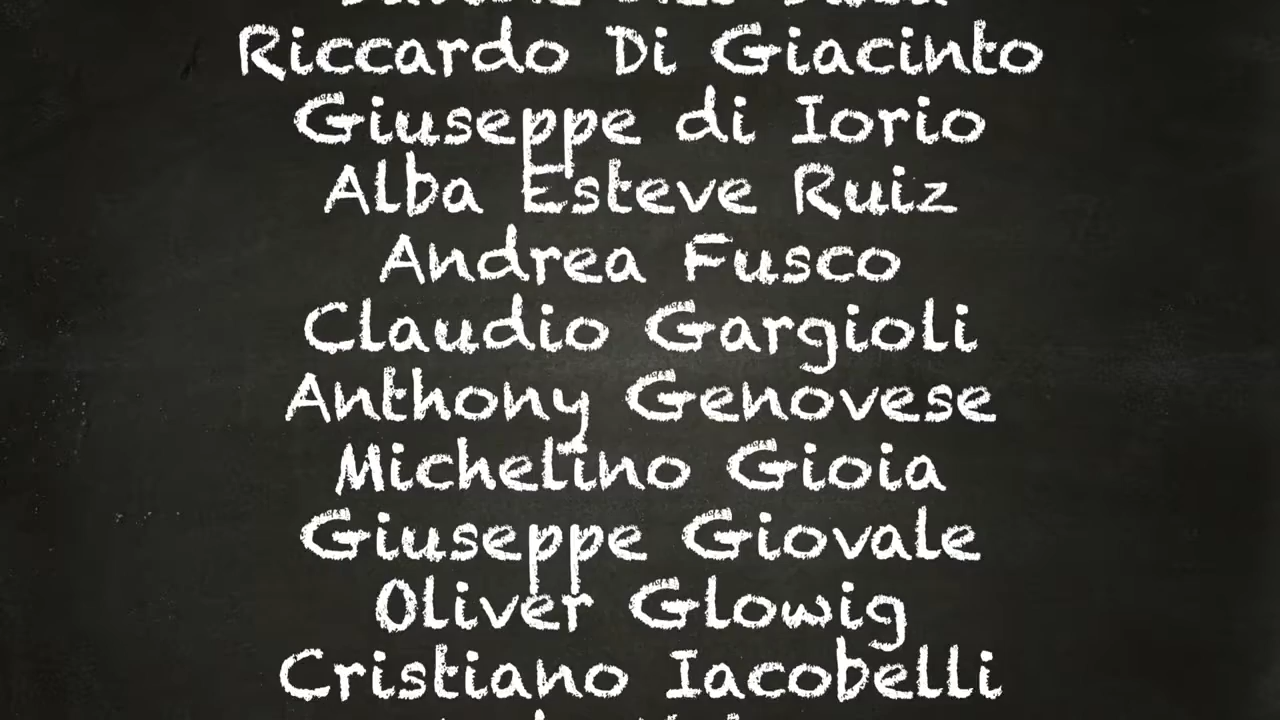 Riccardo Di Giacinto
Giuseppe di Iorio
Alba Esteve Ruiz
Andrea Fusco
Claudio Gargioli
Anthony Genovese
Michelino Gioia
Giuseppe Giovale
Oliver Glowig
Cristiano Iacobelli